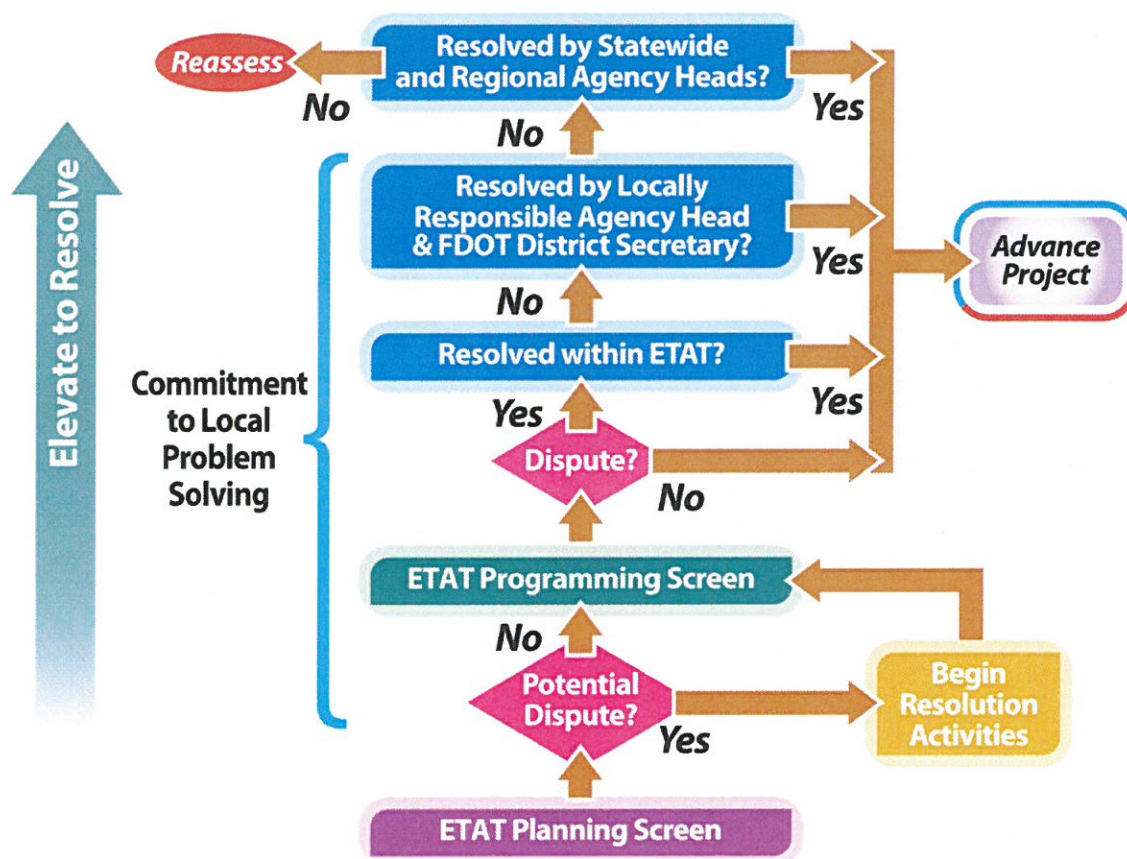 Reassess
Resolved by Statewide
and Regional Agency Heads?
No
Yes
No
Elevate to Resolve
Resolved by Locally
Responsible Agency Head
& FDOT District Secretary?
Yes
Advance
Project
No
Resolved within ETAT?
Commitment
to Local
Problem
Solving
Yes
Yes
Dispute?
No
ETAT Programming Screen
No
Potential
Dispute?
Yes
Begin
Resolution
Activities
ETAT Planning Screen